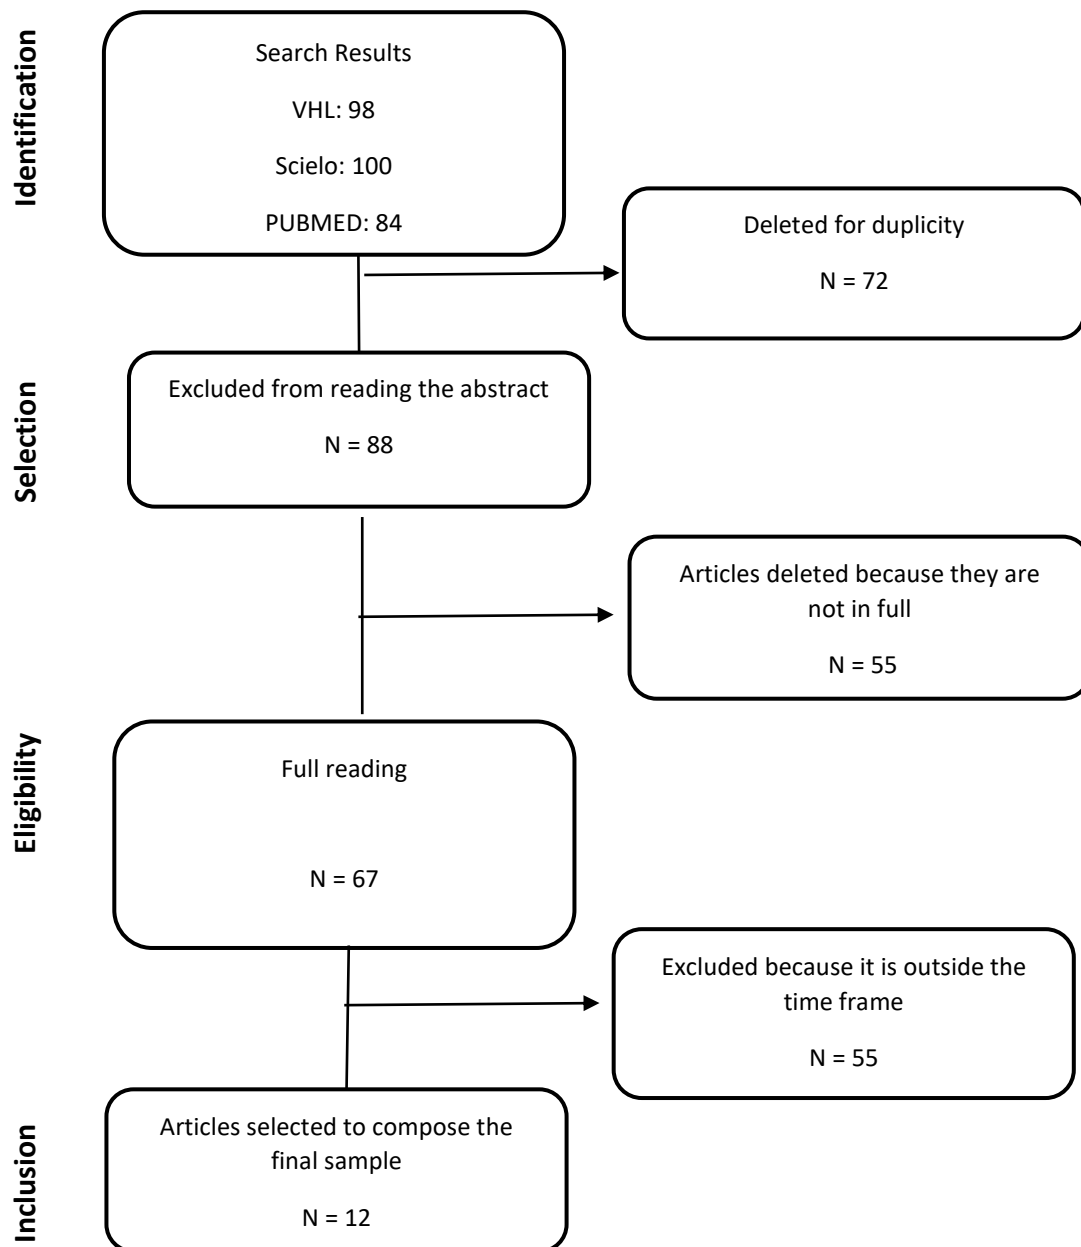 Identification
Search Results
VHL: 98
Scielo: 100
PUBMED: 84
Deleted for duplicity
N = 72
Selection
Excluded from reading the abstract
N = 88
Articles deleted because they are
not in full
N = 55
Eligibility
Full reading
N = 67
Excluded because it is outside the
time frame
N = 55
Inclusion
Articles selected to compose the
final sample
N = 12